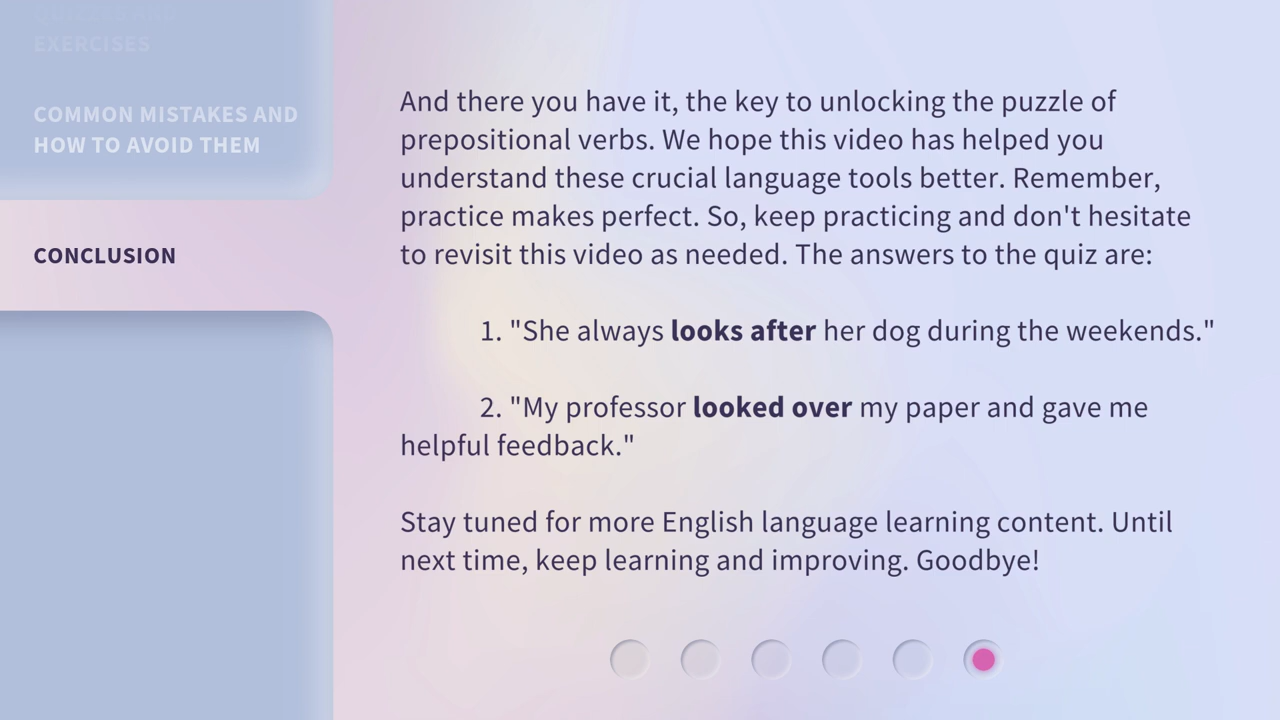 EXERCISES
COMMON MISTAKES AND
HOW TO AVOID THEM
CONCLUSION
And there you have it, the key to unlocking the puzzle of
prepositional verbs. We hope this video has helped you
understand these crucial language tools better. Remember,
practice makes perfect. So, keep practicing and don't hesitate
to revisit this video as needed. The answers to the quiz are:
1. "She always looks after her dog during the weekends."
2. "My professor looked over my paper and gave me
helpful feedback."
Stay tuned for more English language learning content. Until
next time, keep learning and improving. Goodbye!